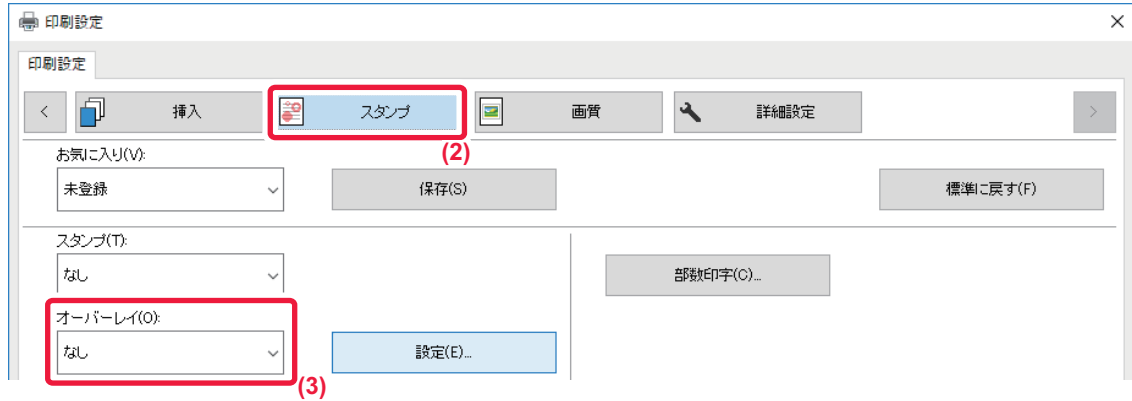 印刷設定
印刷設定
挿入 スタンプ 画質 詳細設定
(2)
お気に入り(V):
未登録 保存(S) 標準に戻す(F)
スタンプ(T):
なし 部数印字(C)...
オーバーレイ(O):
なし 設定(E)...
(3)